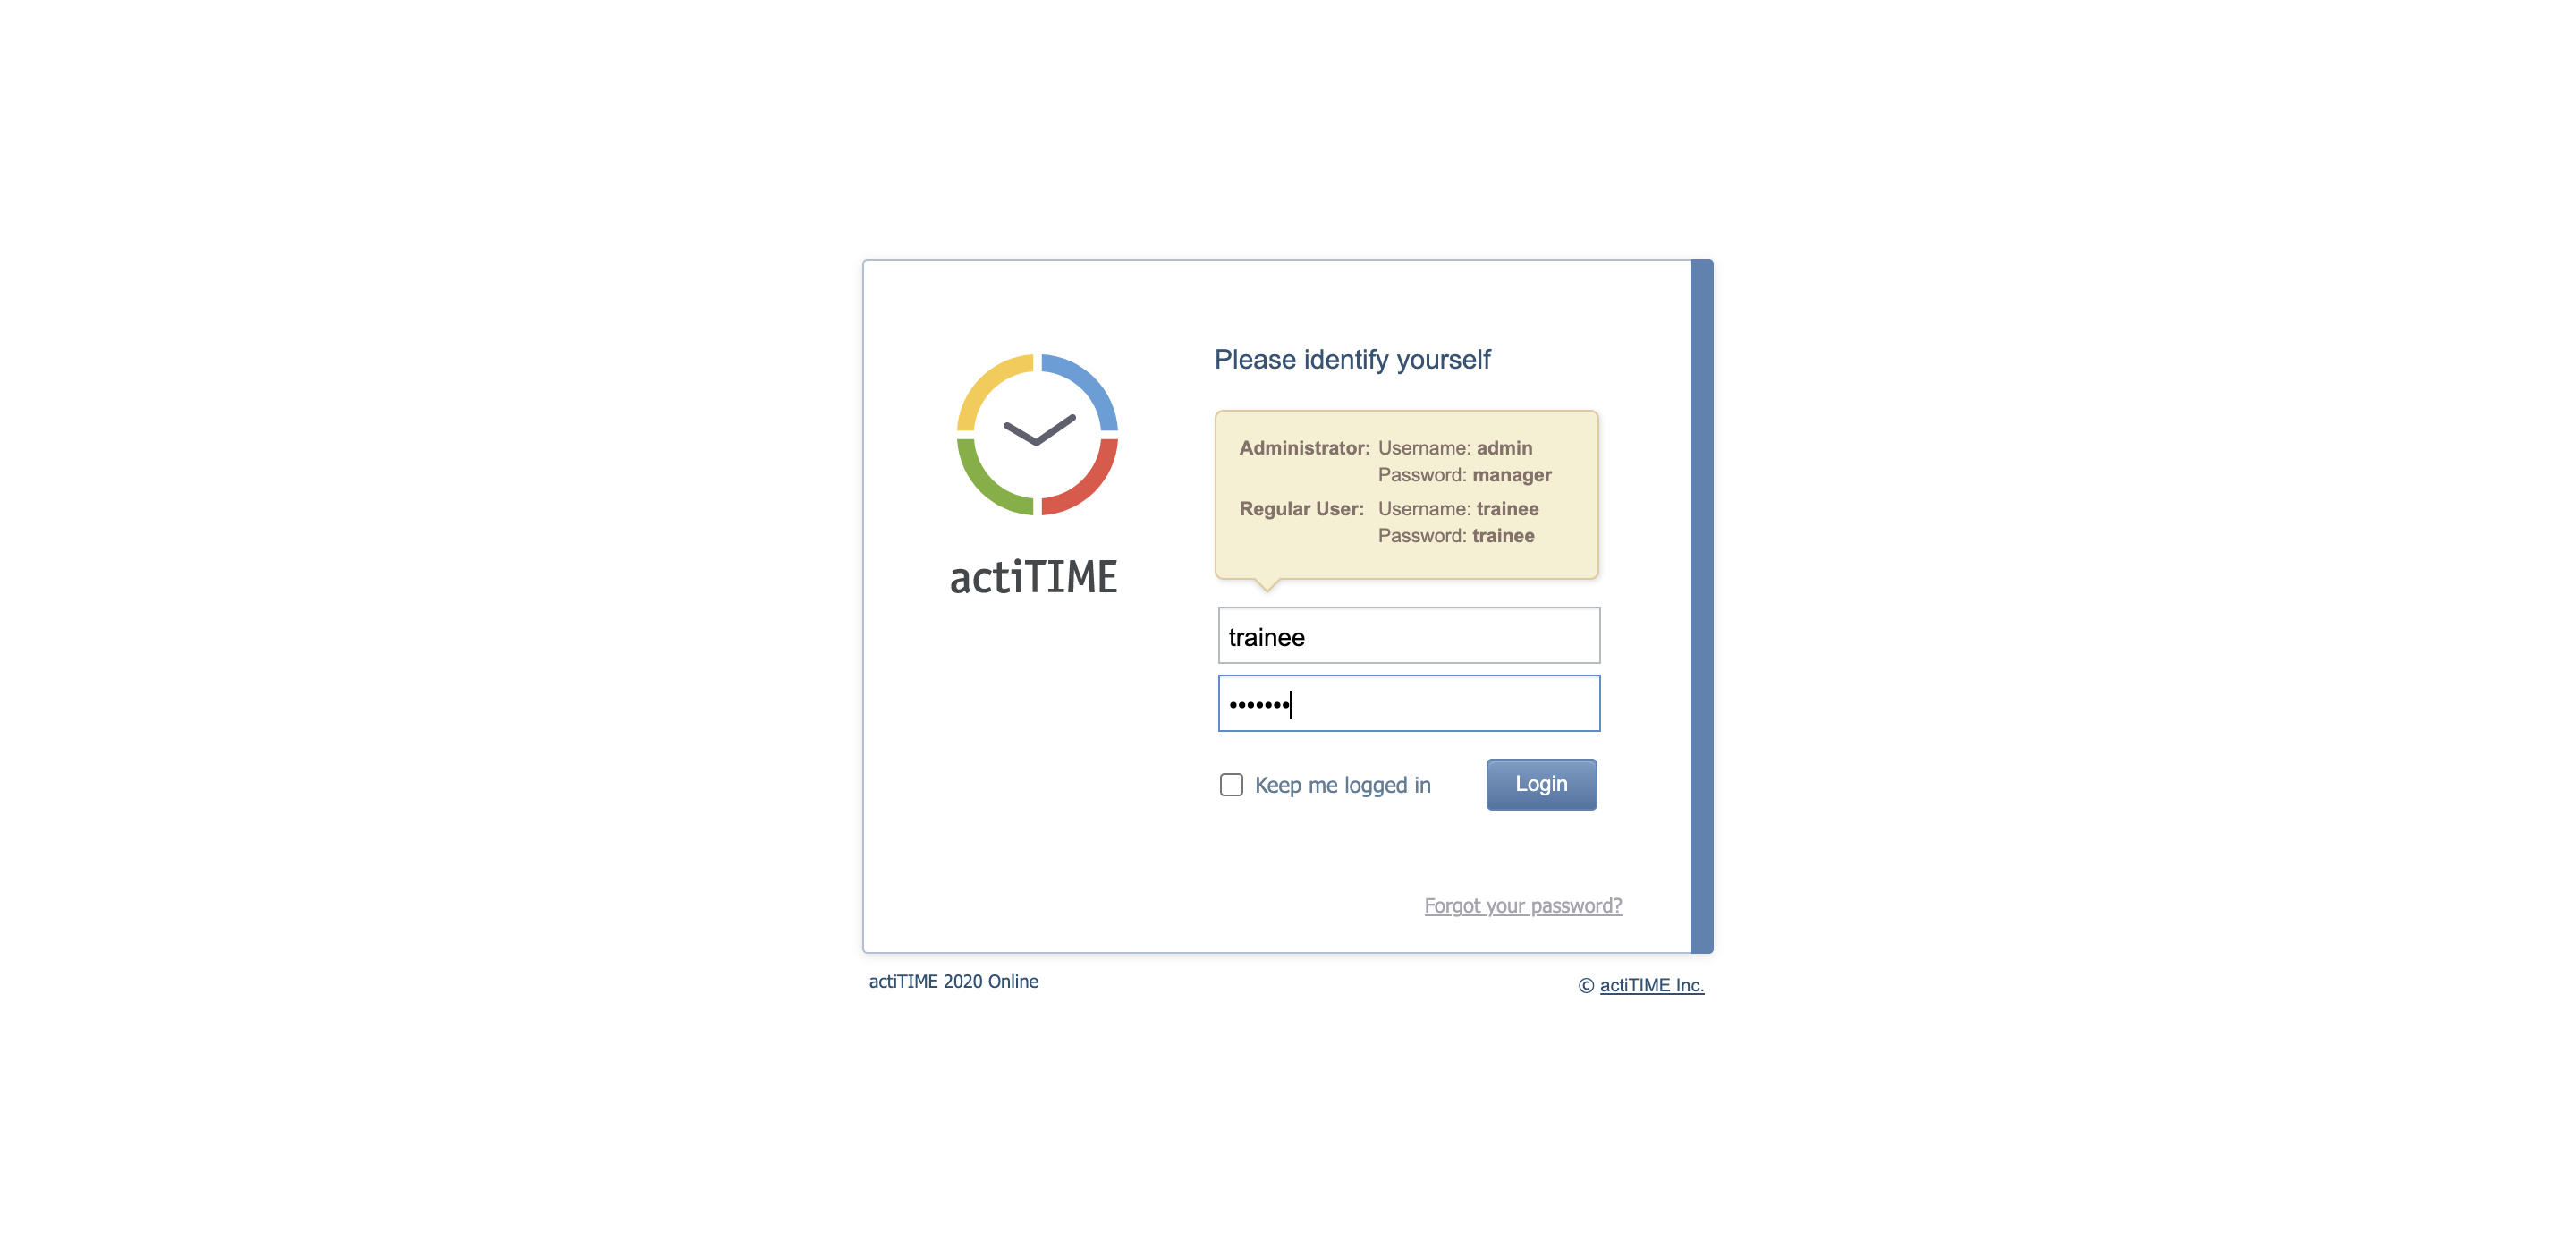 Please identify yourself
Administrator: Username: admin
Password: manager
Regular User: Username: trainee
Password: trainee
actiTIME
trainee
•••••••
Keep me logged in
Login
Forgot your password?
actiTIME 2020 Online
© actiTIME Inc.